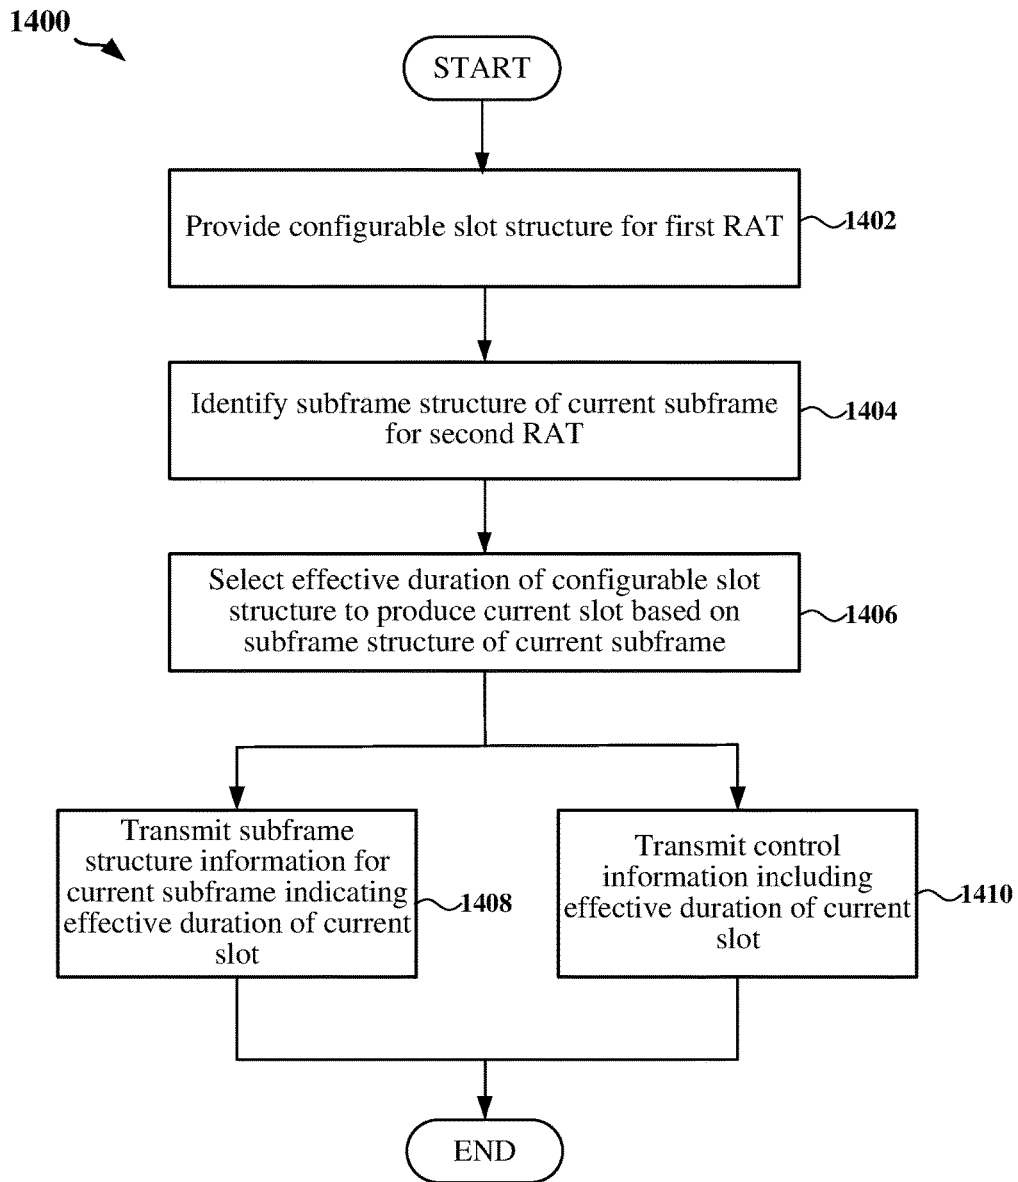 1400
START
Provide configurable slot structure for first RAT
1402
Identify subframe structure of current subframe
for second RAT
1404
Select effective duration of configurable slot
structure to produce current slot based on
subframe structure of current subframe
1406
Transmit subframe
structure information for
current subframe indicating
effective duration of current
slot
1408
Transmit control
information including
effective duration of current
slot
1410
END